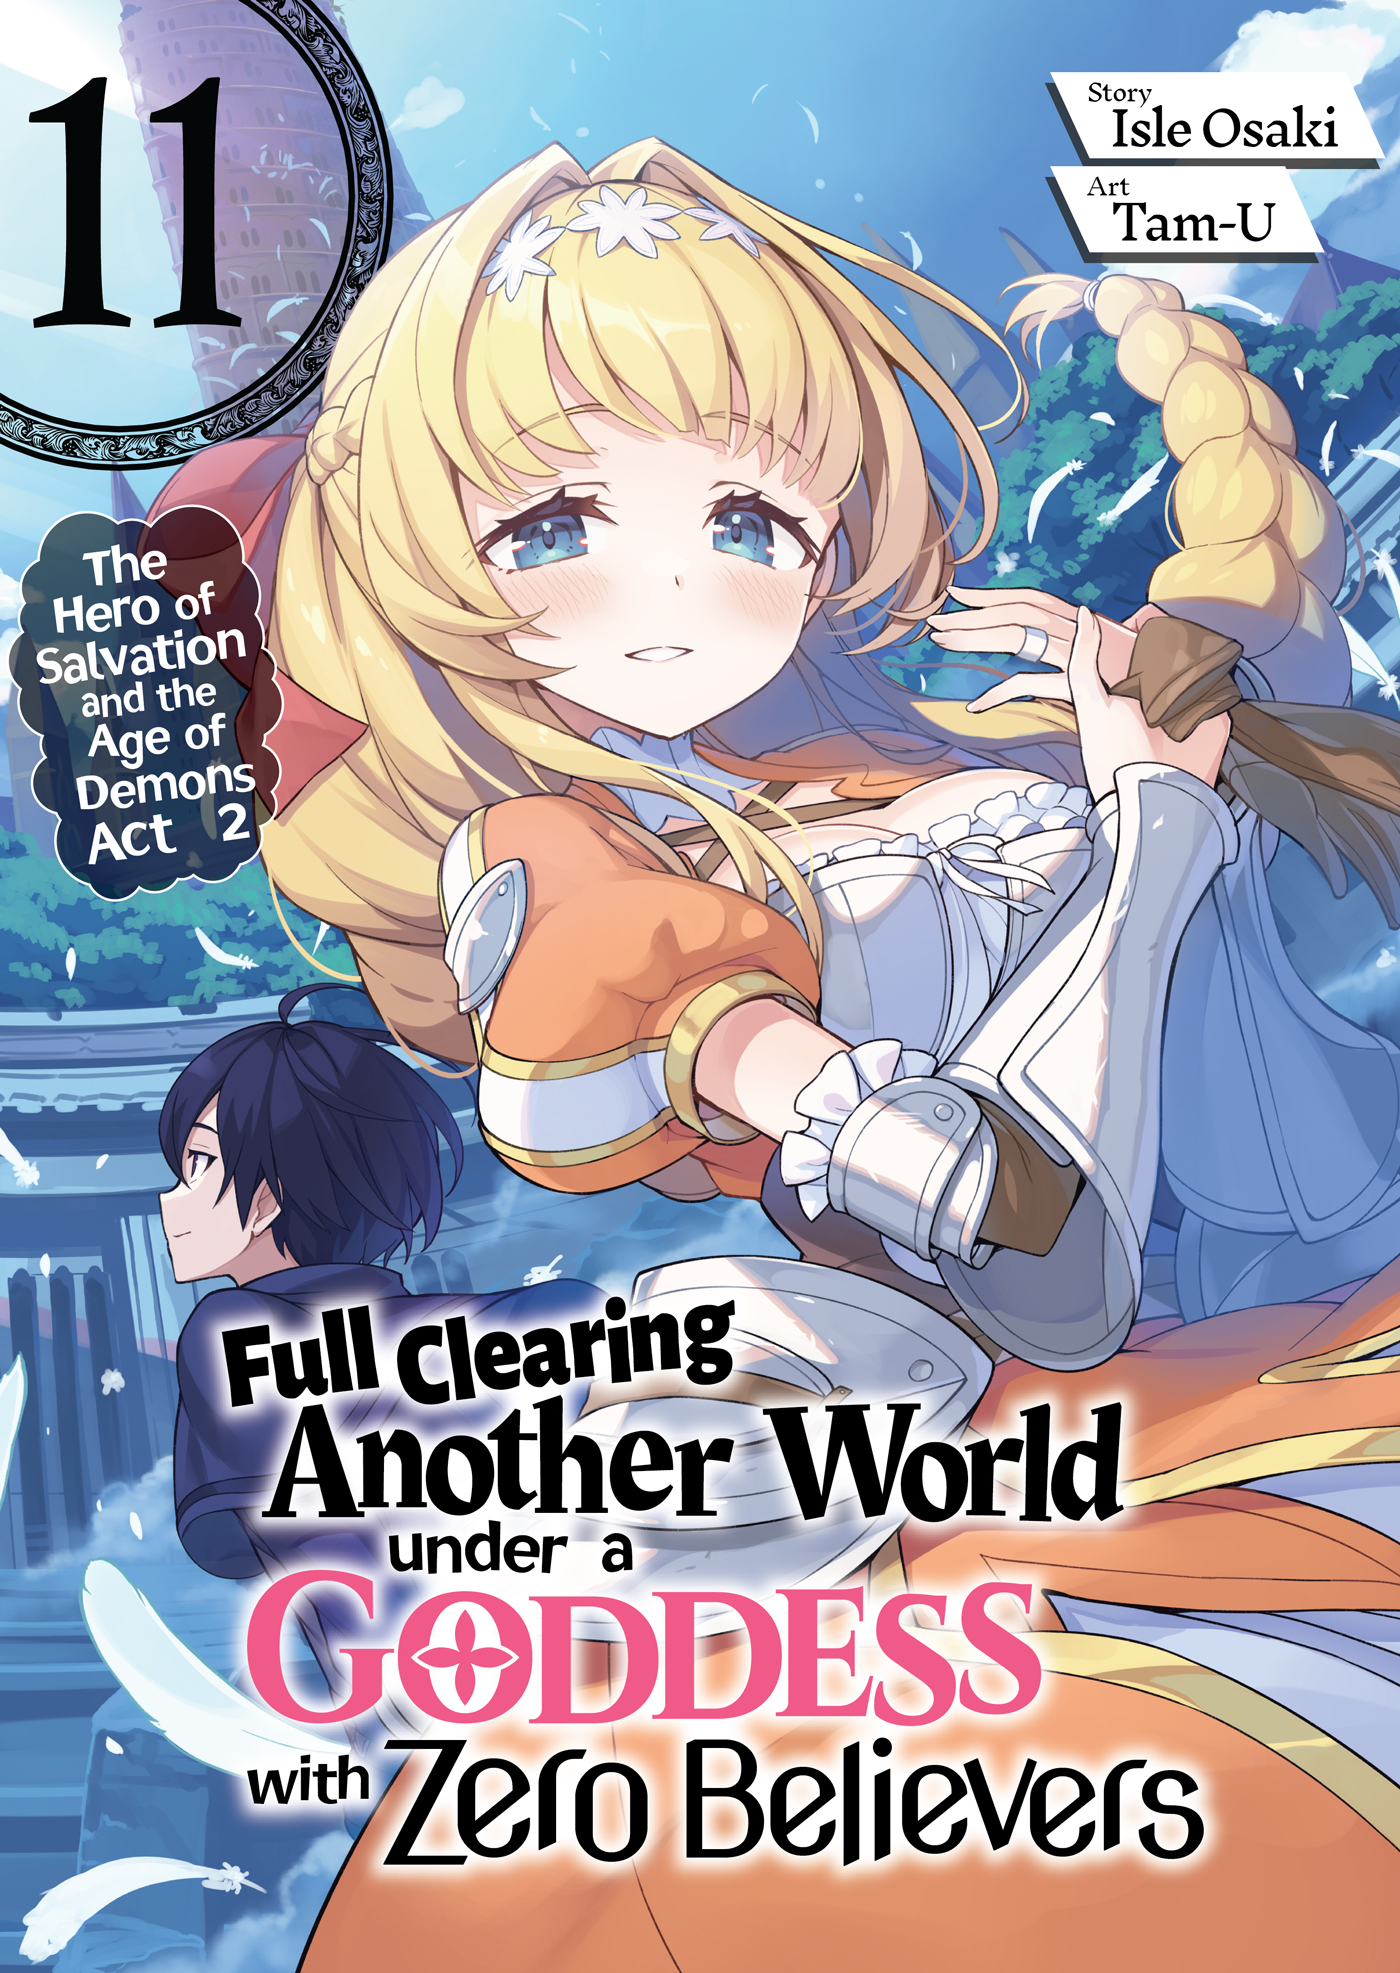 11
Story
Isle Osaki
Art
Tam-U
The
Hero of
Salvation
and the
Age of
Demons
Act 2
Full Clearing
Another World
under a
GODDESS
with Zero Believers